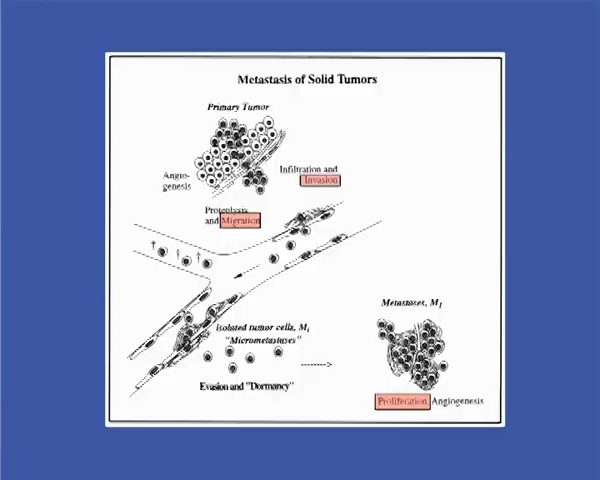 Metastasis of Solid Tumors
Primary Tumor
Angio-
genesis
Infiltration and
Invasion
Proteolysis
and Migration
Isolated tumor cells, Mi
"Micrometastases"
Evasion and "Dormancy"
Metastases, M1
Proliferation Angiogenesis